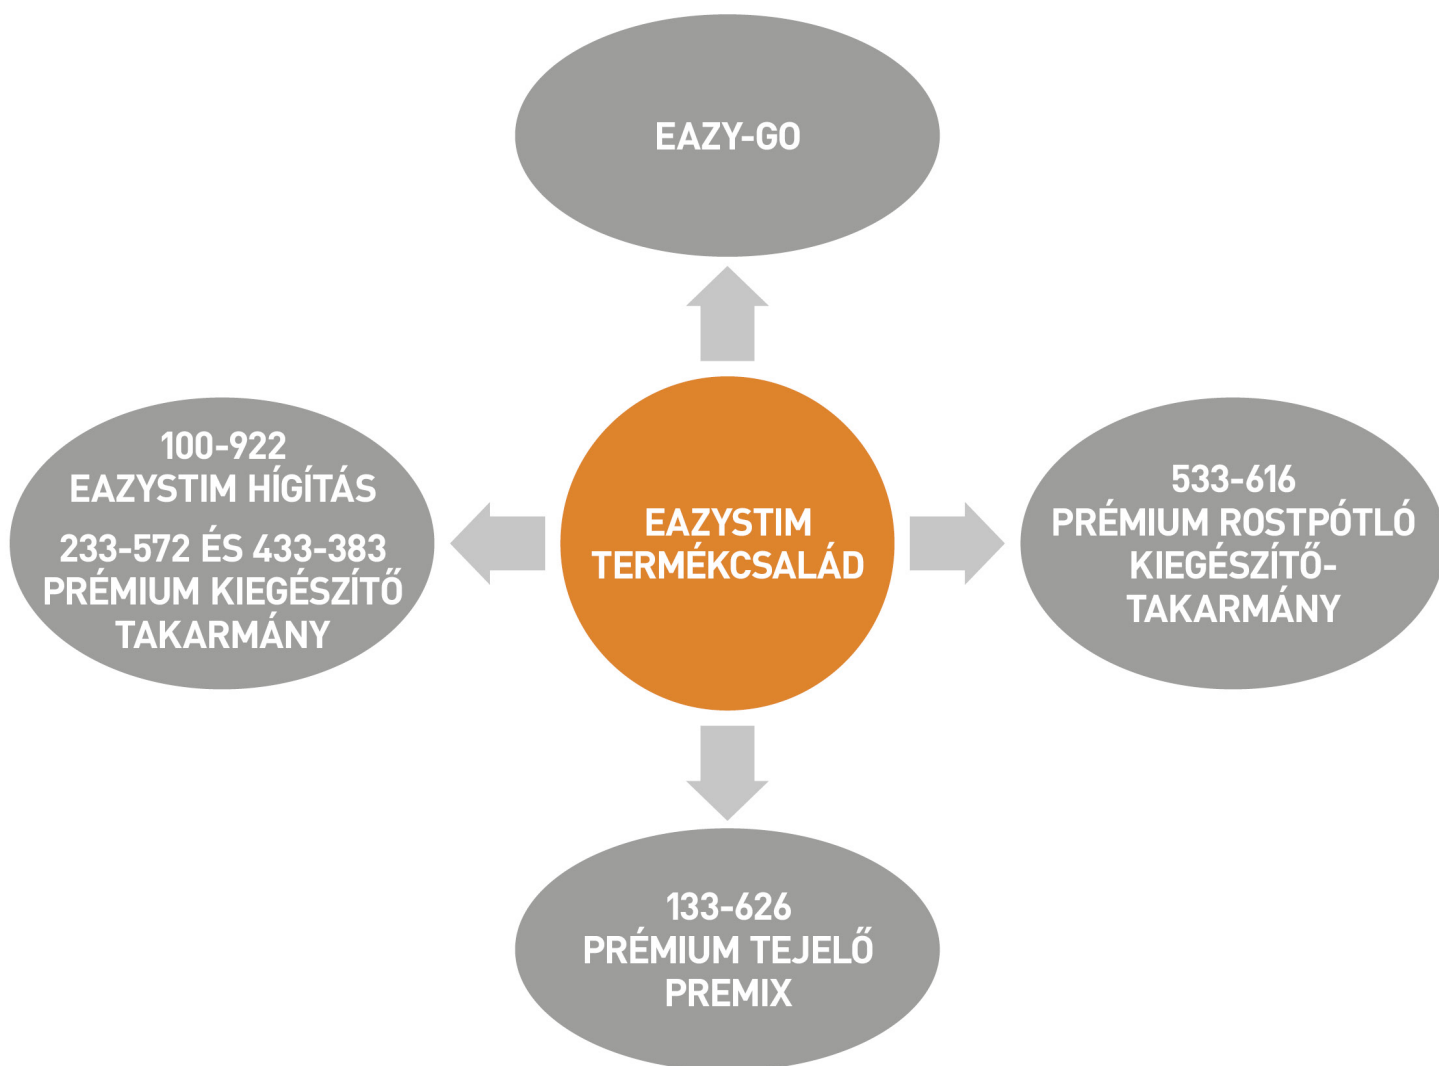 EAZY-GO
100-922
EAZYSTIM HÍGÍTÁS
233-572 ÉS 433-383
PRÉMIUM KIEGÉSZÍTŐ
TAKARMÁNY
EAZYSTIM
TERMÉKCSALÁD
533-616
PRÉMIUM ROSTPÓTLÓ
KIEGÉSZÍTŐ-
TAKARMÁNY
133-626
PRÉMIUM TEJELŐ
PREMIX